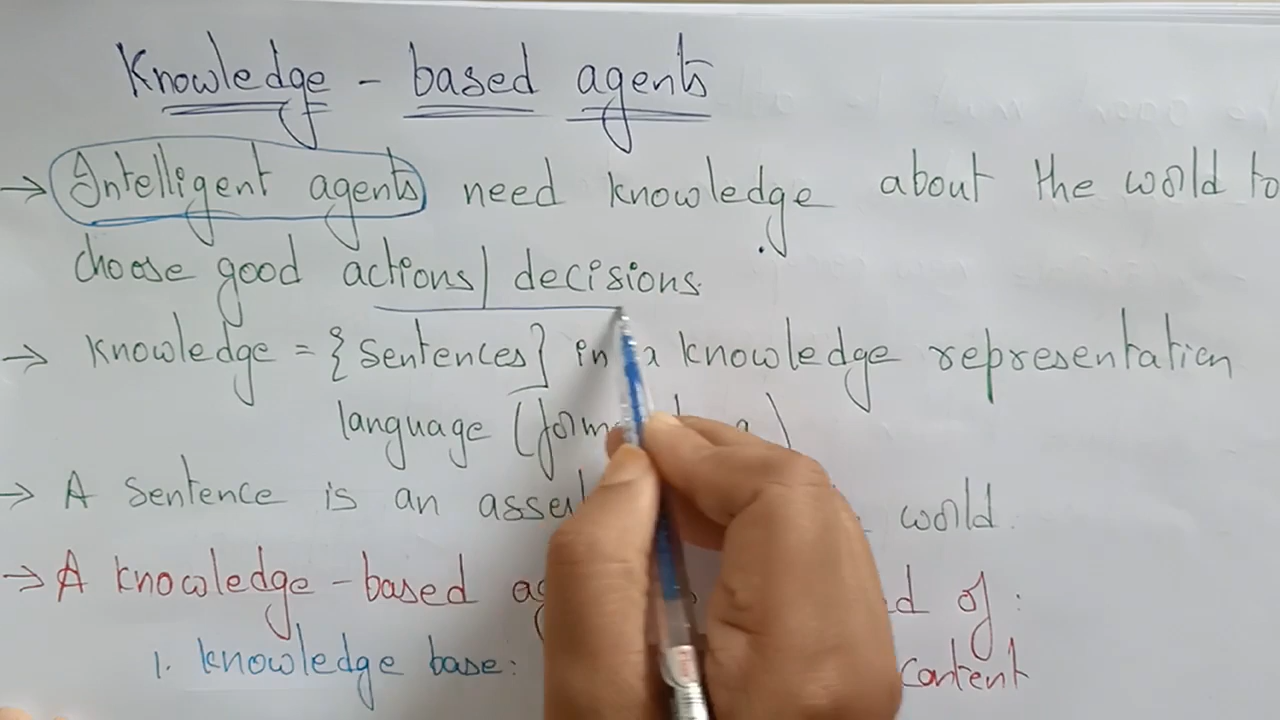 Knowledge - based agents
→ Intelligent agents need knowledge about the world to
choose good actions/ decisions.
→ Knowledge = {Sentences} in a knowledge representation
language (
→ A sentence is an world.
→ A knowledge-based of:
1. knowledge base: content